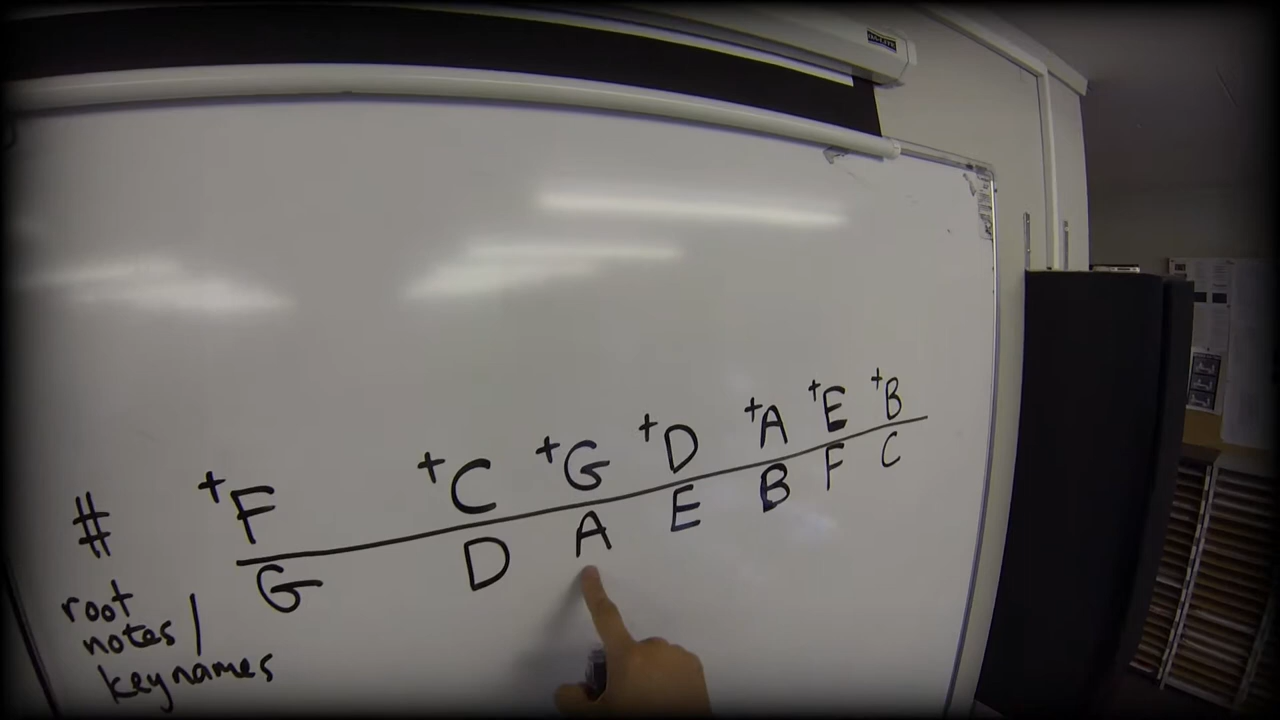 # +F +C +G +D +A +E +B
G D A E B F C
root
notes/
keynames